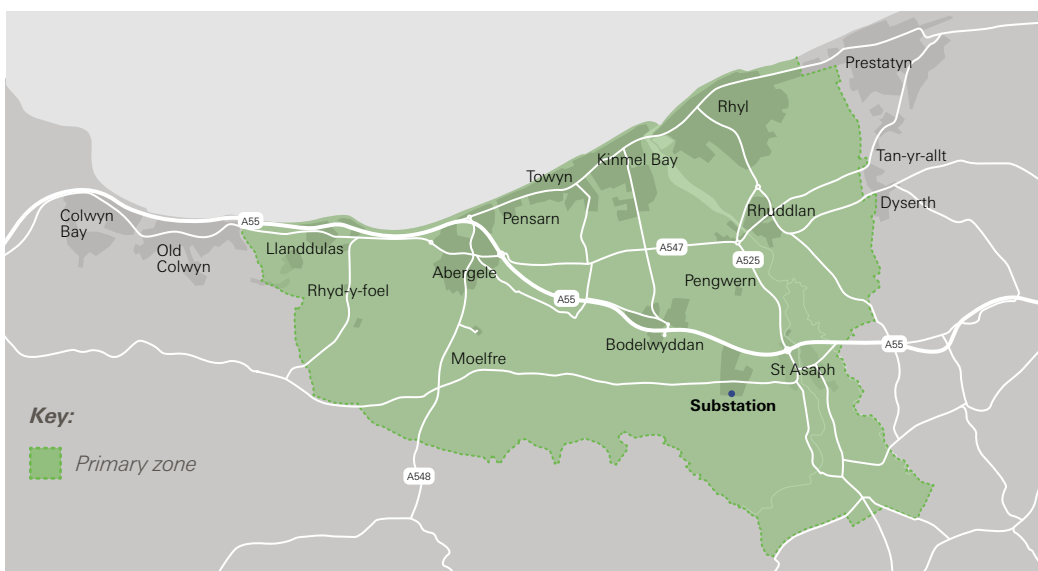 Prestatyn
Rhyl
Tan-yr-allt
Kinmel Bay
Towyn
Dyserth
Rhuddlan
Pensarn
Colwyn
Bay
A55
Old
Colwyn
Llanddulas
A547
A525
Abergele
Pengwern
Rhyd-y-foel
A55
Bodelwyddan
A55
Moelfre
St Asaph
Substation
Key:
Primary zone
A548